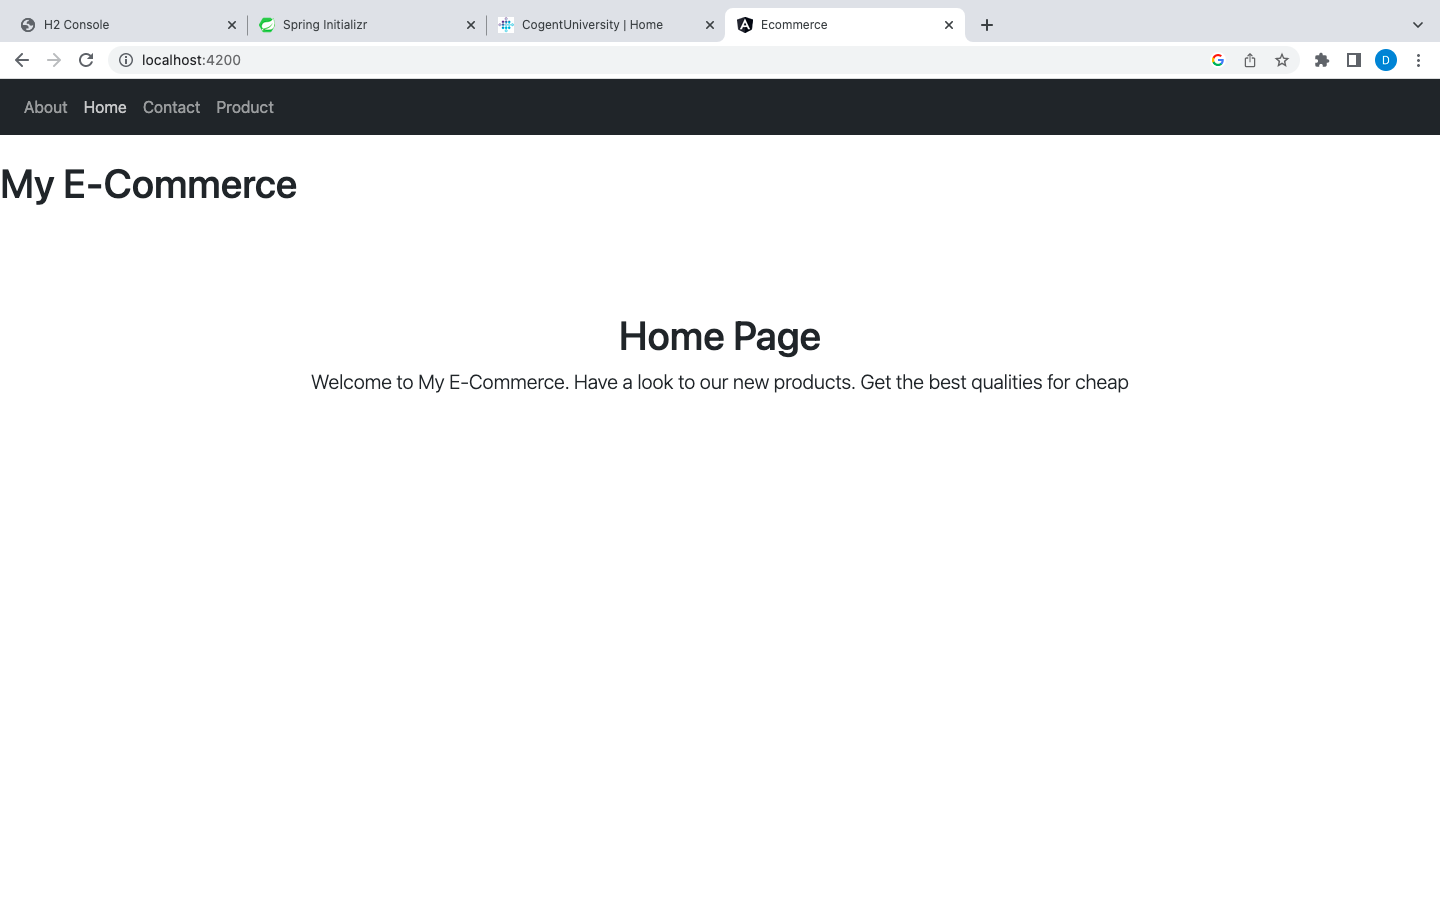 H2 Console
Spring Initializr
CogentUniversity | Home
Ecommerce
localhost:4200
D
About Home Contact Product
My E-Commerce
Home Page
Welcome to My E-Commerce. Have a look to our new products. Get the best qualities for cheap